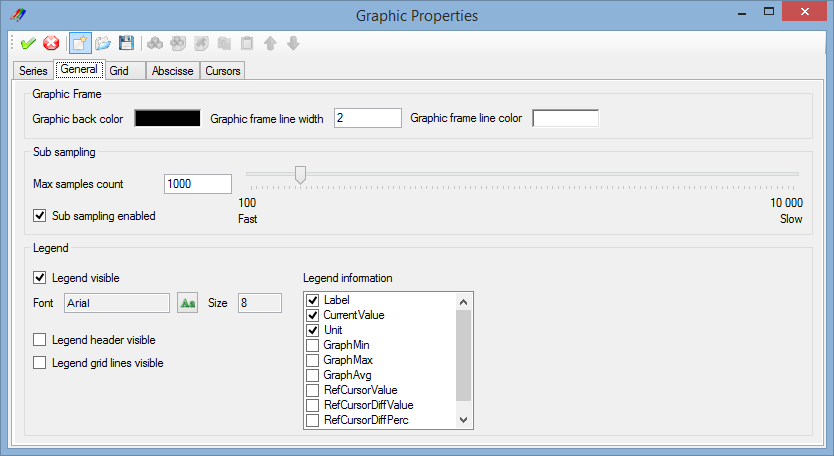 Graphic Properties
Series General Grid Abscisse Cursors
Graphic Frame
Graphic back color Graphic frame line width 2 Graphic frame line color
Sub sampling
Max samples count 1000
100 10 000
Fast Slow
Sub sampling enabled
Legend
Legend visible
Font Arial Aa Size 8
Legend header visible
Legend grid lines visible
Legend information
Label
CurrentValue
Unit
GraphMin
GraphMax
GraphAvg
RefCursorValue
RefCursorDiffValue
RefCursorDiffPerc